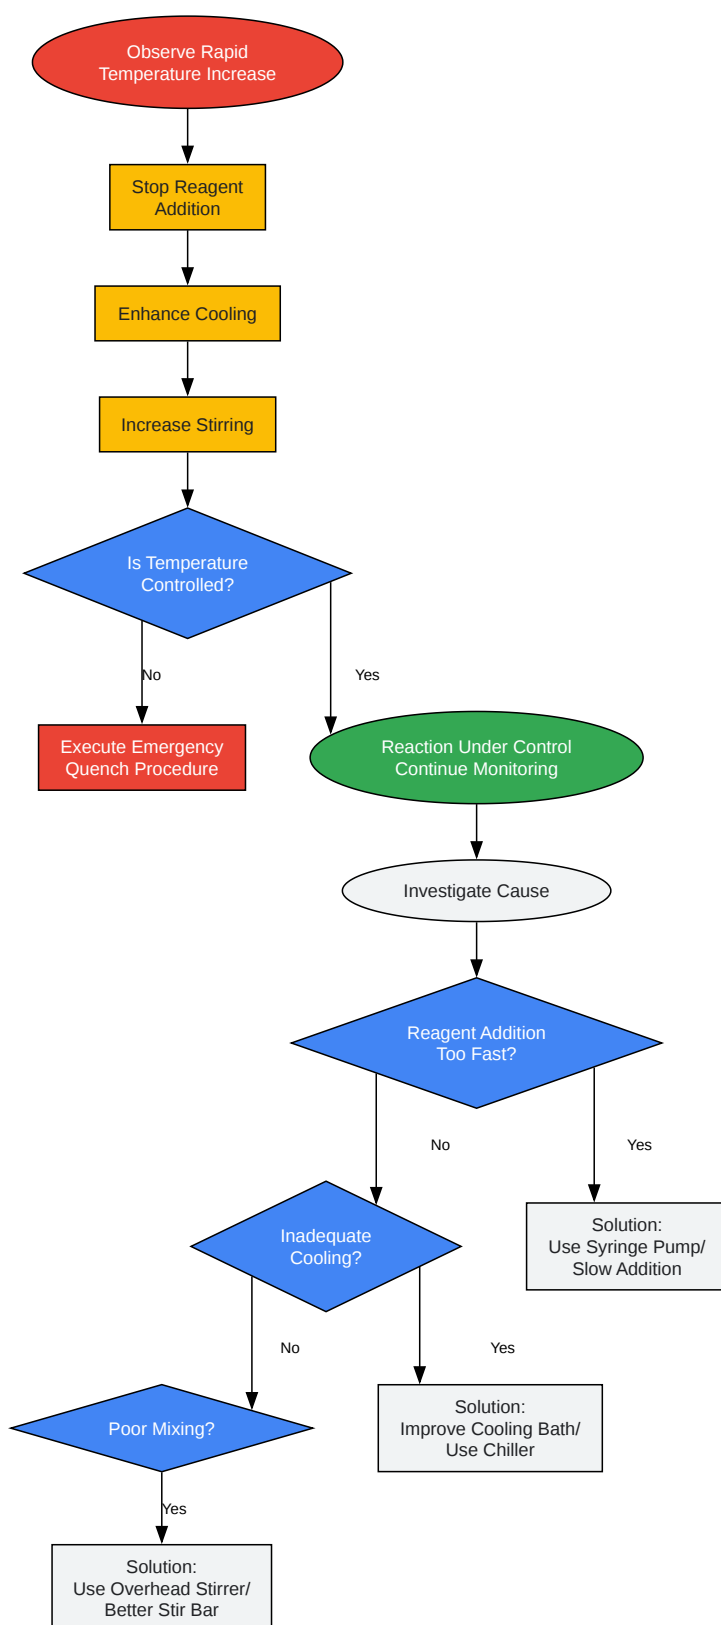 Observe Rapid
Temperature Increase
Stop Reagent
Addition
Enhance Cooling
Increase Stirring
Is Temperature
Controlled?
No
Yes
Execute Emergency
Quench Procedure
Reaction Under Control
Continue Monitoring
Investigate Cause
Reagent Addition
Too Fast?
No
Yes
Inadequate
Cooling?
Solution:
Use Syringe Pump/
Slow Addition
No
Yes
Poor Mixing?
Solution:
Improve Cooling Bath/
Use Chiller
Yes
Solution:
Use Overhead Stirrer/
Better Stir Bar